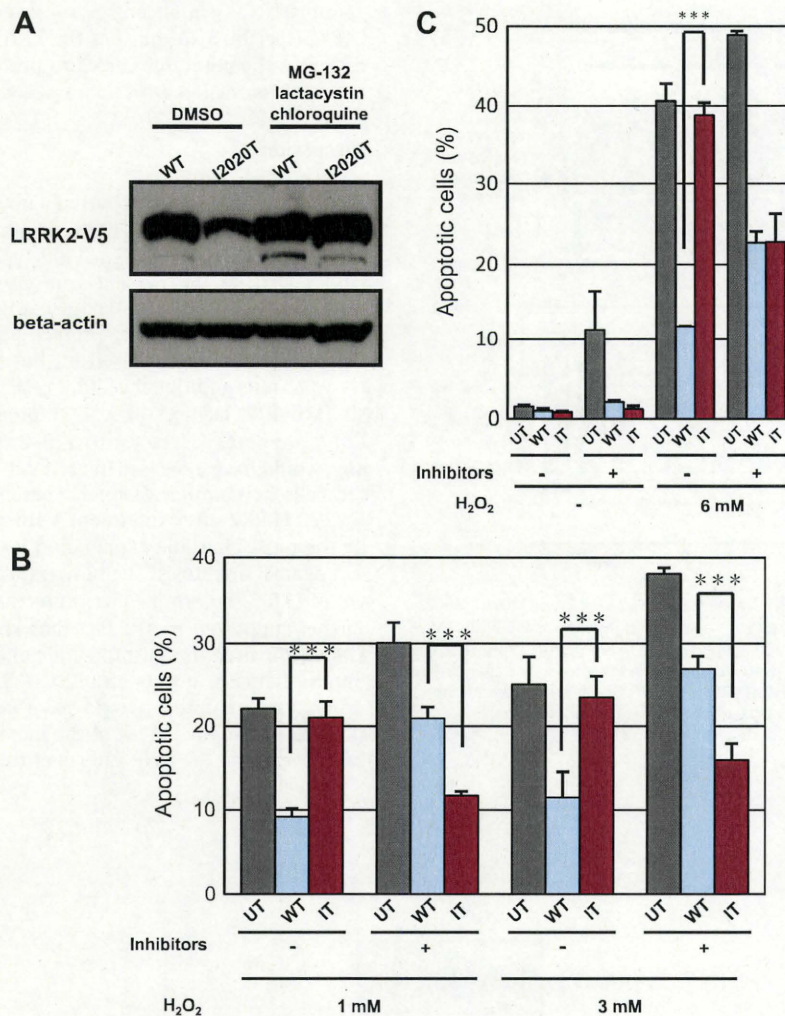 A
DMSO
MG-132
lactacystin
chloroquine
WT
I2020T
WT
I2020T
LRRK2-V5
beta-actin
C
Apoptotic cells (%)
50
40
30
20
10
0
***
UT WT IT UT WT IT UT WT IT UT WT IT
Inhibitors - + - +
H₂O₂ - 6 mM
B
Apoptotic cells (%)
40
30
20
10
0
*** *** *** ***
UT WT IT UT WT IT UT WT IT UT WT IT
Inhibitors - + - +
H₂O₂ 1 mM 3 mM